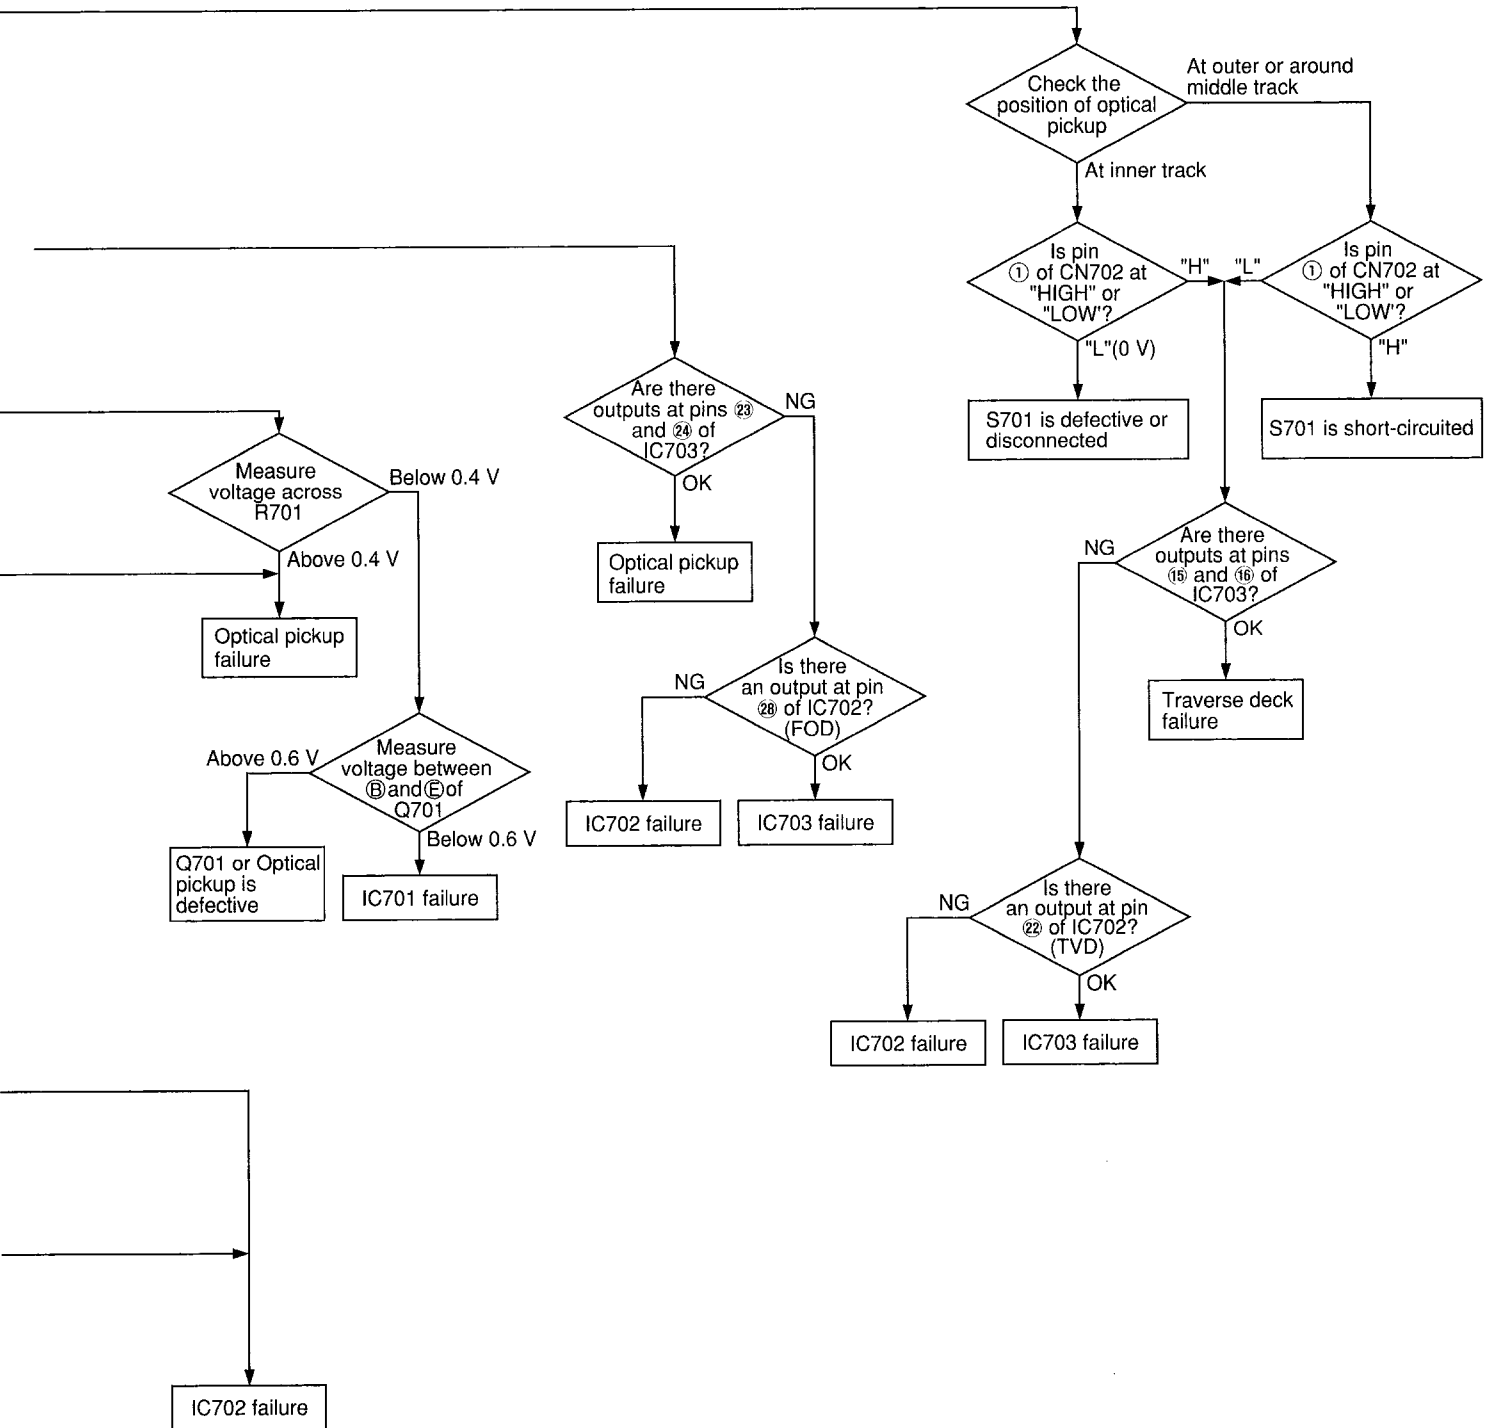 Check the
position of optical
pickup
At outer or around
middle track
At inner track
Is pin
① of CN702 at
"HIGH" or
"LOW'?
"H"
"L"
Is pin
① of CN702 at
"HIGH" or
"LOW'?
"L"(0 V)
"H"
S701 is defective or
disconnected
S701 is short-circuited
Are there
outputs at pins ㉓
and ㉔ of
IC703?
NG
OK
Optical pickup
failure
Measure
voltage across
R701
Below 0.4 V
Above 0.4 V
Optical pickup
failure
Are there
outputs at pins
⑮ and ⑯ of
IC703?
NG
OK
Traverse deck
failure
Is there
an output at pin
㉘ of IC702?
(FOD)
NG
OK
IC702 failure
IC703 failure
Measure
voltage between
Ⓑ and Ⓔ of
Q701
Above 0.6 V
Below 0.6 V
Q701 or Optical
pickup is
defective
IC701 failure
Is there
an output at pin
㉒ of IC702?
(TVD)
NG
OK
IC702 failure
IC703 failure
IC702 failure